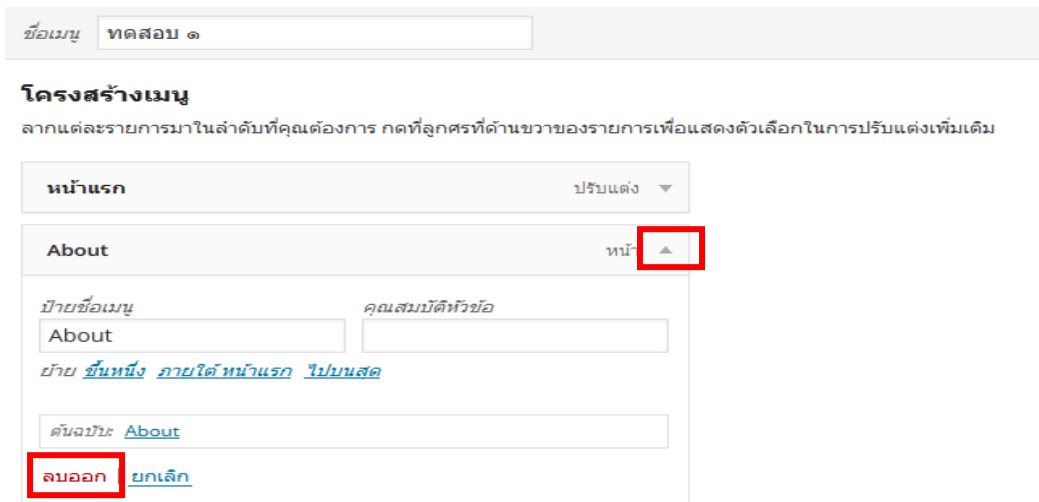 ชื่อเมนู ทดสอบ ๑
โครงสร้างเมนู
ลากแต่ละรายการมาในลำดับที่คุณต้องการ กดที่ลูกศรที่ด้านขวาของรายการเพื่อแสดงตัวเลือกในการปรับแต่งเพิ่มเติม
หน้าแรก ปรับแต่ง
About หน้า
ป้ายชื่อเมนู คุณสมบัติหัวข้อ
About
ย้าย ขึ้นหนึ่ง ภายใต้ หน้าแรก ไปบนสุด
ต้นฉบับ: About
ลบออก | ยกเลิก